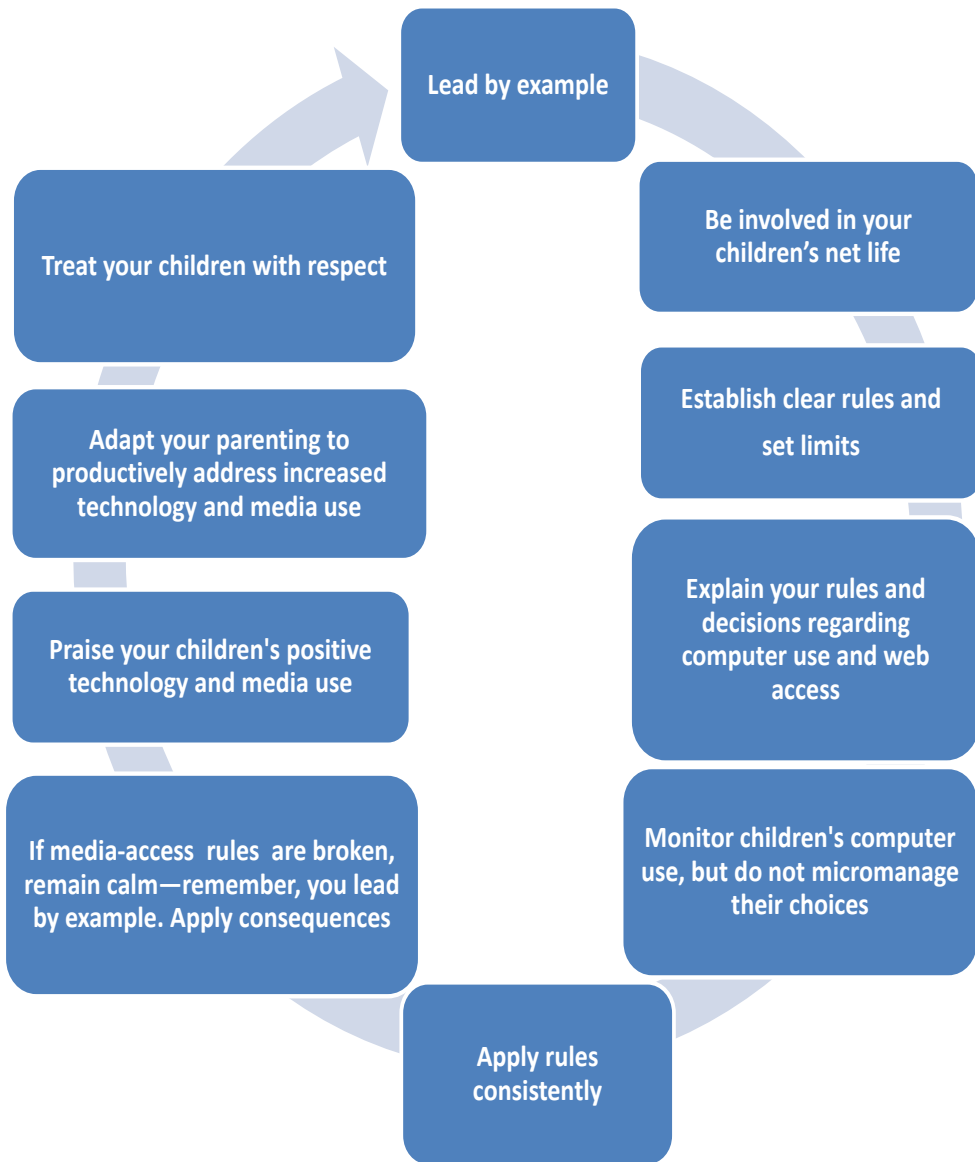 Lead by example
Be involved in your
children’s net life
Establish clear rules and
set limits
Explain your rules and
decisions regarding
computer use and web
access
Monitor children's computer
use, but do not micromanage
their choices
Apply rules
consistently
If media-access rules are broken,
remain calm—remember, you lead
by example. Apply consequences
Praise your children's positive
technology and media use
Adapt your parenting to
productively address increased
technology and media use
Treat your children with respect